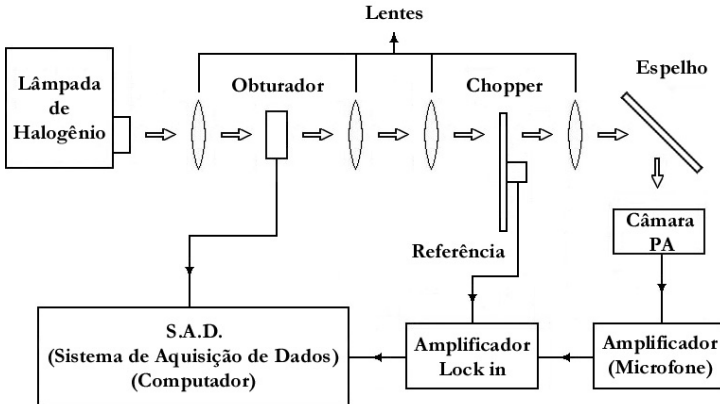 Lentes
Lâmpada
de
Halogênio
Obturador
Chopper
Espelho
Câmara
PA
Referência
S.A.D.
(Sistema de Aquisição de Dados)
(Computador)
Amplificador
Lock in
Amplificador
(Microfone)